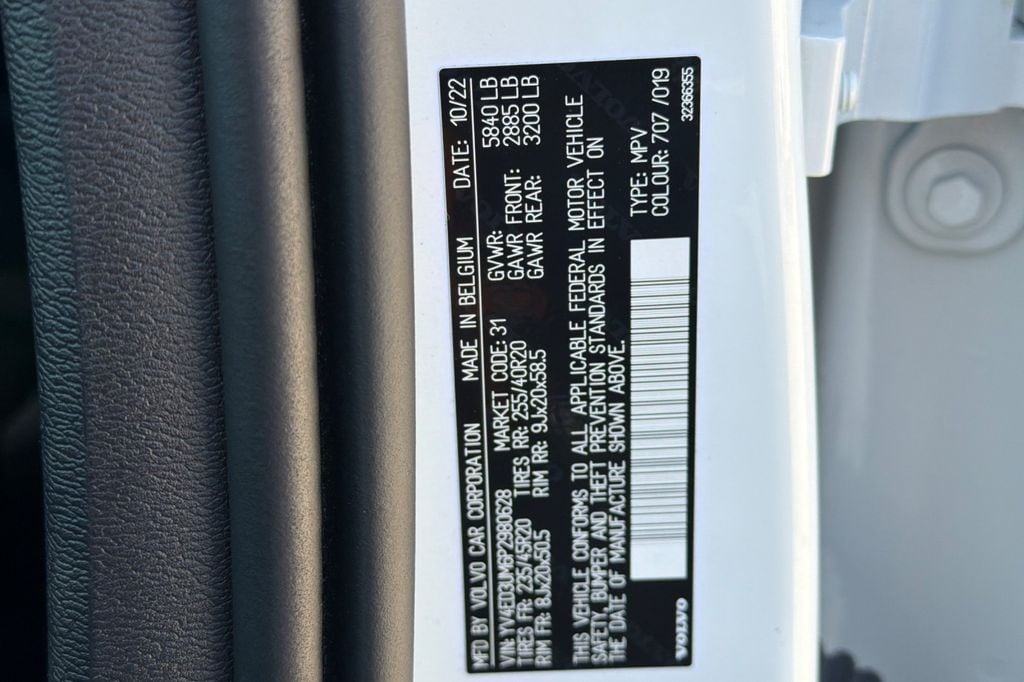 MFD BY VOLVO CAR CORPORATION MADE IN BELGIUM DATE: 10/22
VIN: YV4ED3UM6P2980628 MARKET CODE: 31 GVWR: 5840 LB
TIRES FR: 235/45R20 TIRES RR: 255/40R20 GAWR FRONT: 2885 LB
RIM FR: 8Jx20x50.5 RIM RR: 9Jx20x58.5 GAWR REAR: 3200 LB
THIS VEHICLE CONFORMS TO ALL APPLICABLE FEDERAL MOTOR VEHICLE
SAFETY, BUMPER AND THEFT PREVENTION STANDARDS IN EFFECT ON
THE DATE OF MANUFACTURE SHOWN ABOVE.
TYPE: MPV
COLOUR: 707 /019
VOLVO 32366355